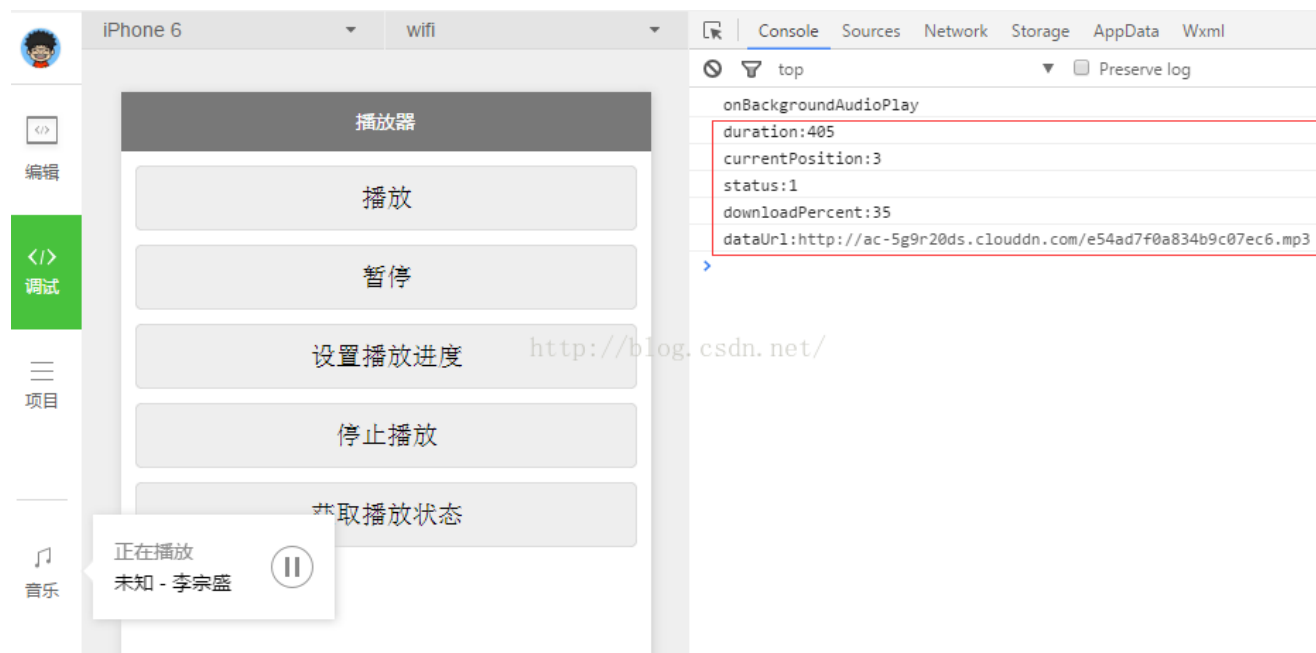 iPhone 6
wifi
Console Sources Network Storage AppData Wxml
top
Preserve log
编辑
调试
项目
音乐
播放器
播放
暂停
设置播放进度
停止播放
获取播放状态
正在播放
未知 - 李宗盛
onBackgroundAudioPlay
duration:405
currentPosition:3
status:1
downloadPercent:35
dataUrl:http://ac-5g9r20ds.clouddn.com/e54ad7f0a834b9c07ec6.mp3
http://blog.csdn.net/